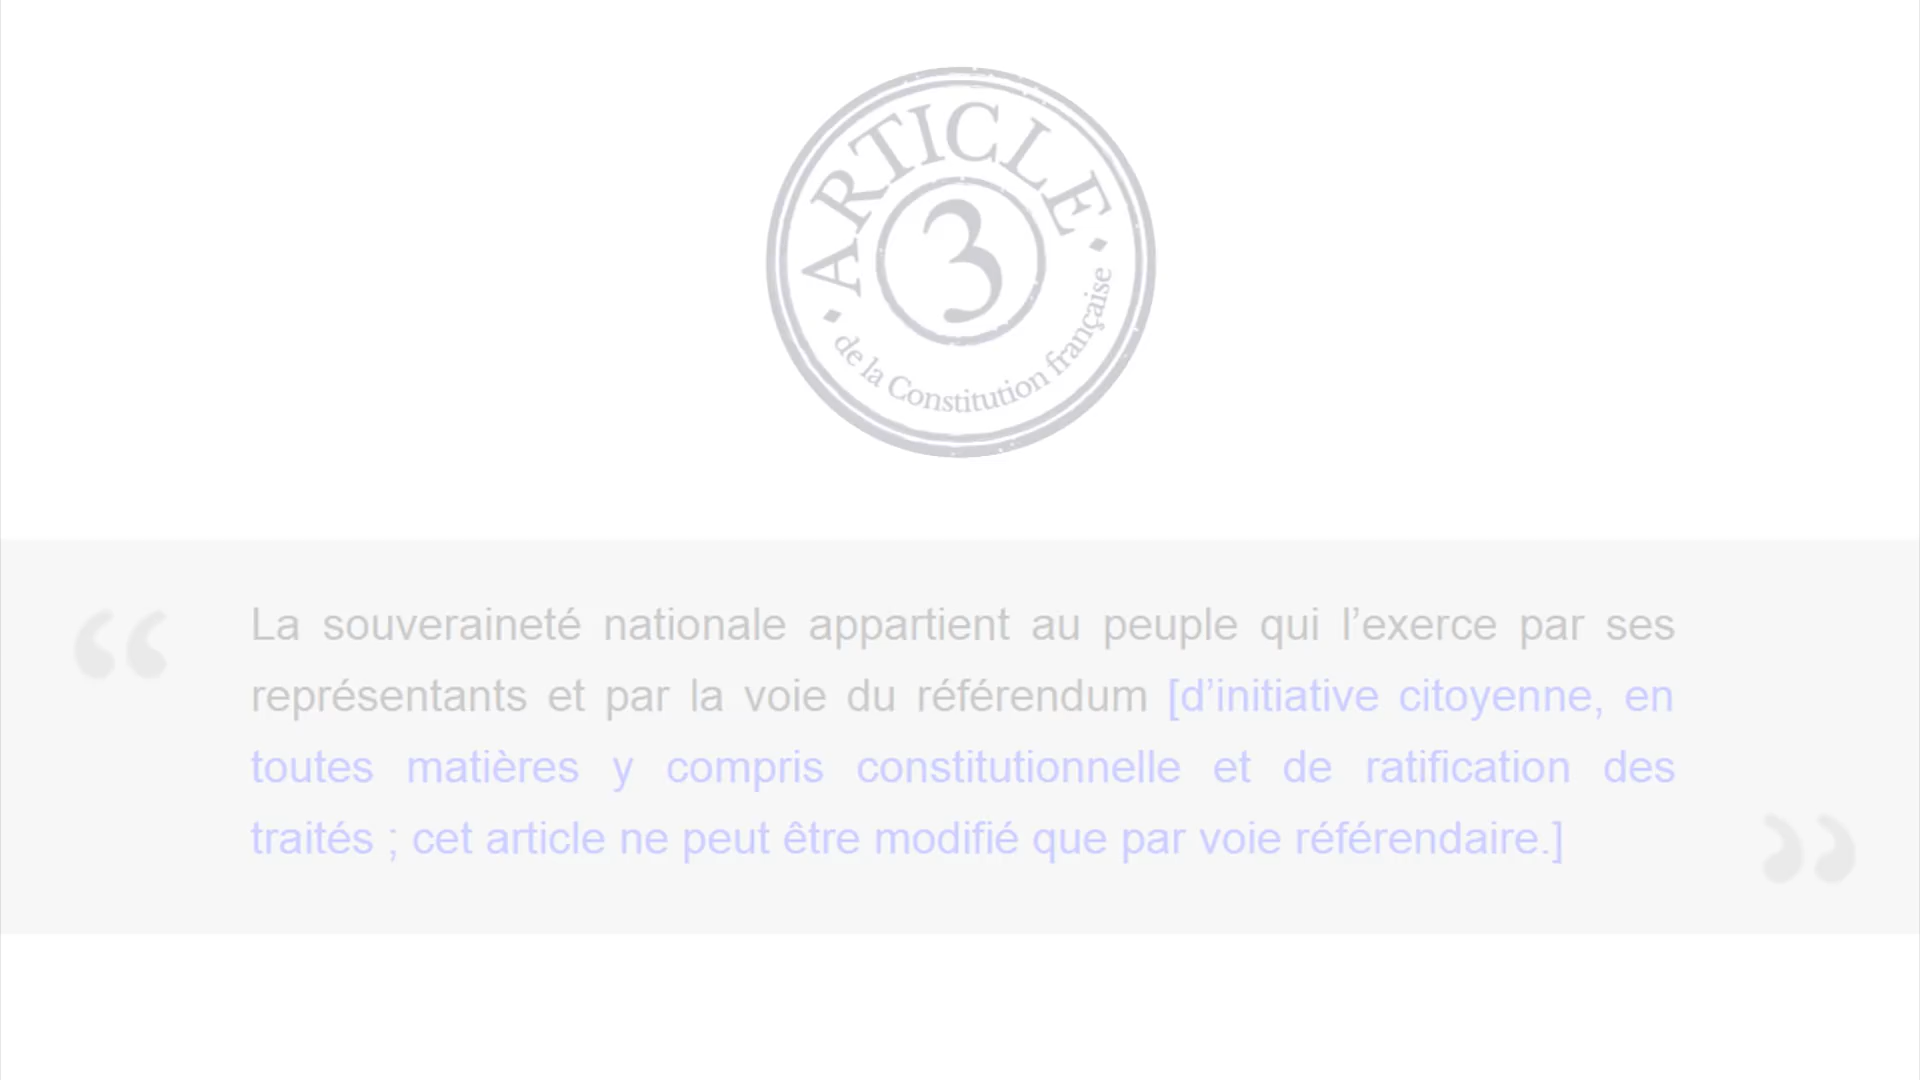 ARTICLE
3
de la Constitution française
“
La souveraineté nationale appartient au peuple qui l’exerce par ses
représentants et par la voie du référendum [d’initiative citoyenne, en
toutes matières y compris constitutionnelle et de ratification des
traités ; cet article ne peut être modifié que par voie référendaire.]
”